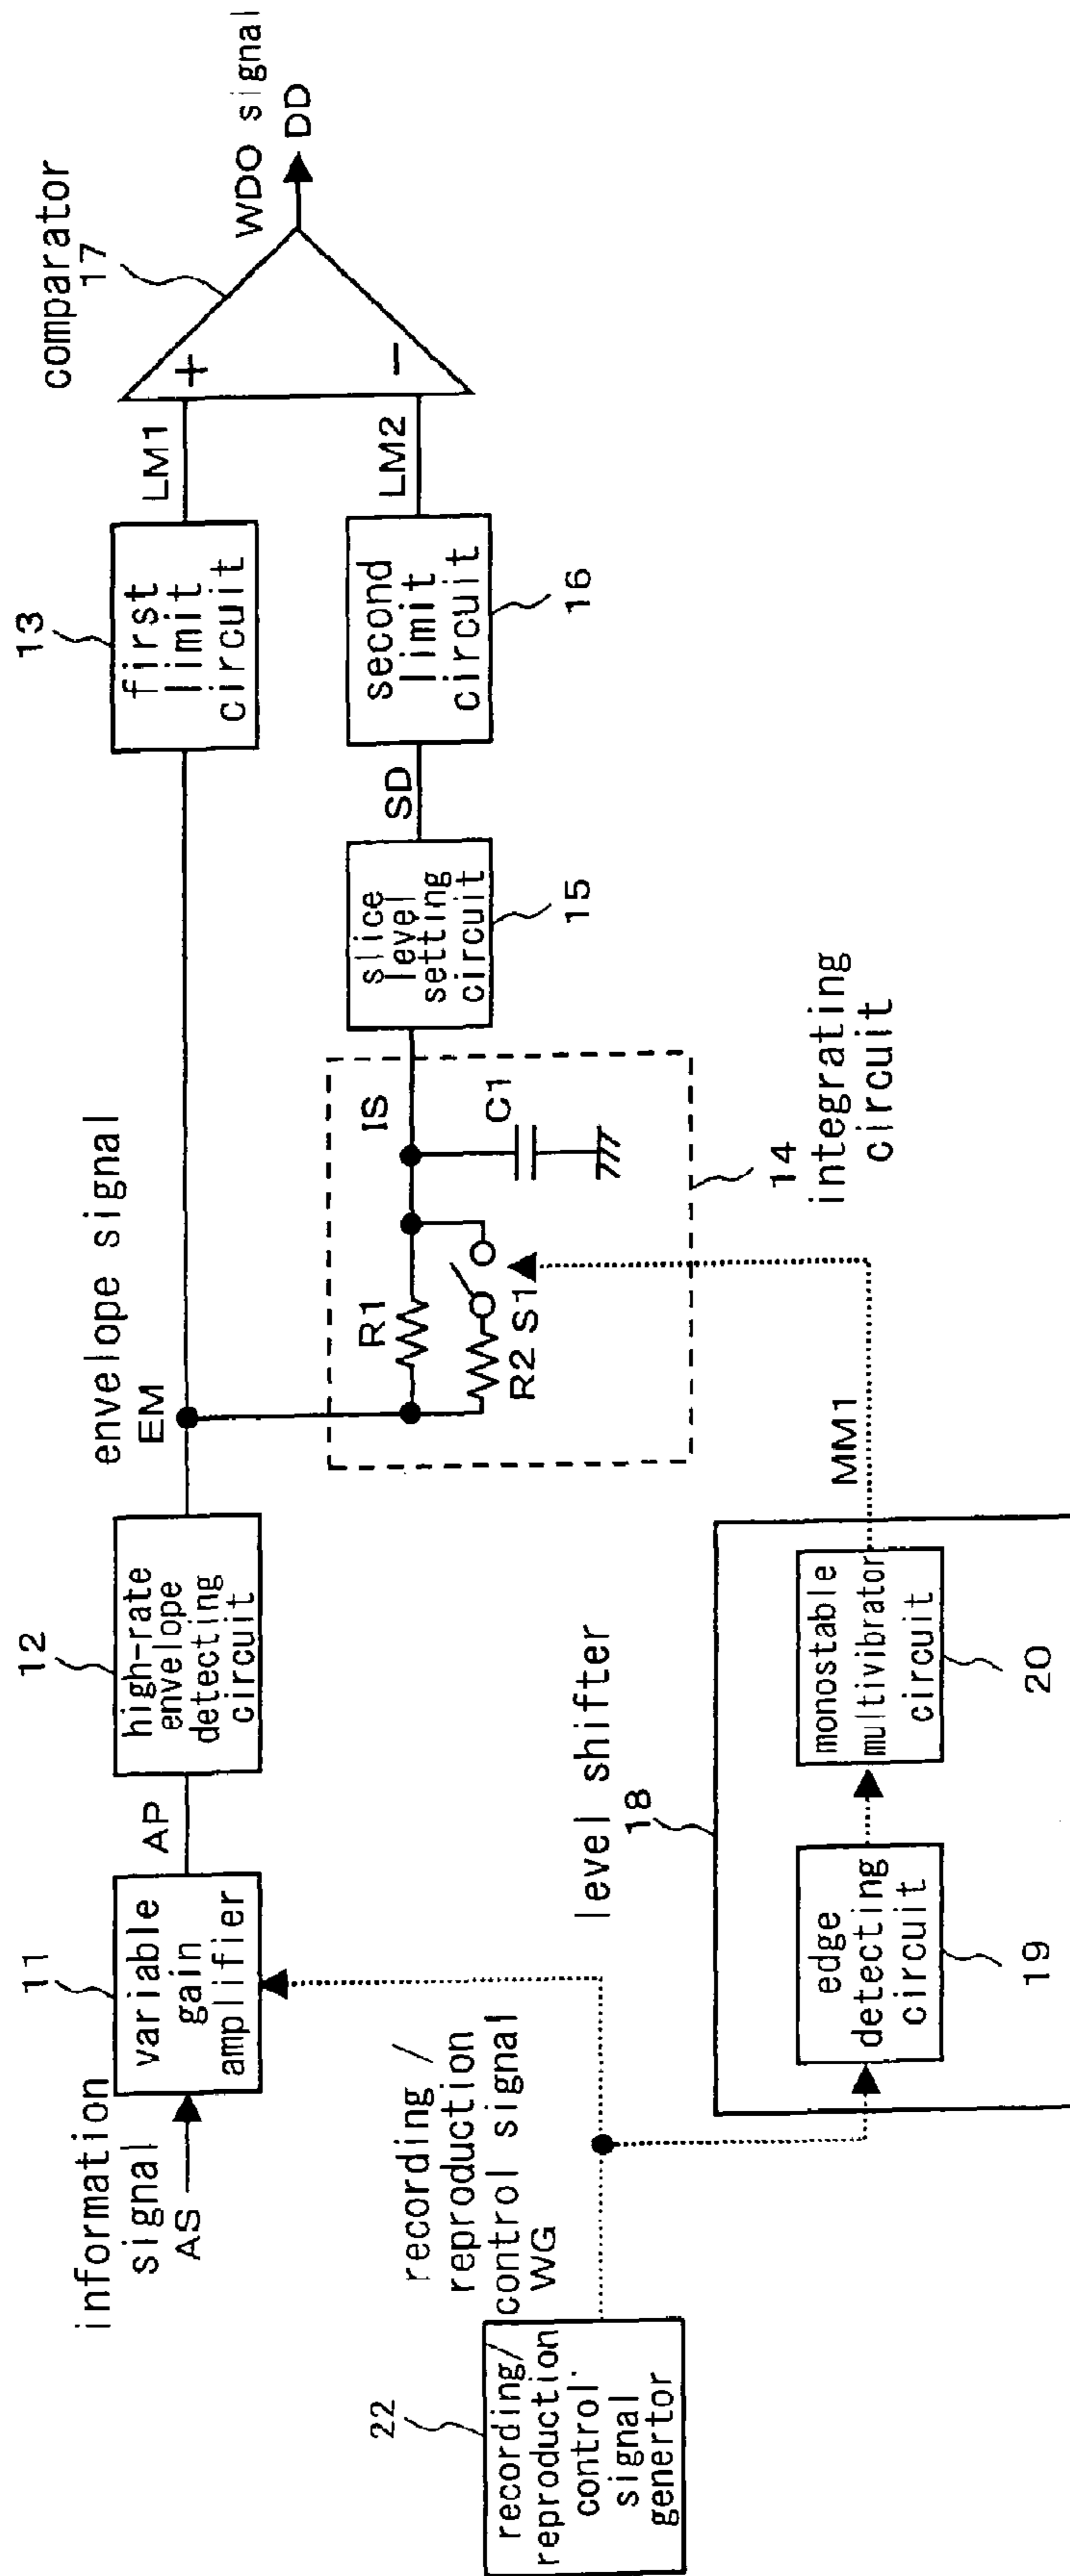 information
signal
AS
11
variable
gain
amplifier
AP
12
high-rate
envelope
detecting
circuit
envelope signal
EM
13
first
limit
circuit
LM1
comparator
17
+
−
WDO signal
DD
R1
R2
S1
IS
C1
14
integrating
circuit
slice
level
setting
circuit
15
SD
second
limit
circuit
16
LM2
22
recording/
reproduction
control
signal
genertor
recording/
reproduction
control signal
WG
level shifter
18
edge
detecting
circuit
19
monostable
multivibrator
circuit
20
MM1